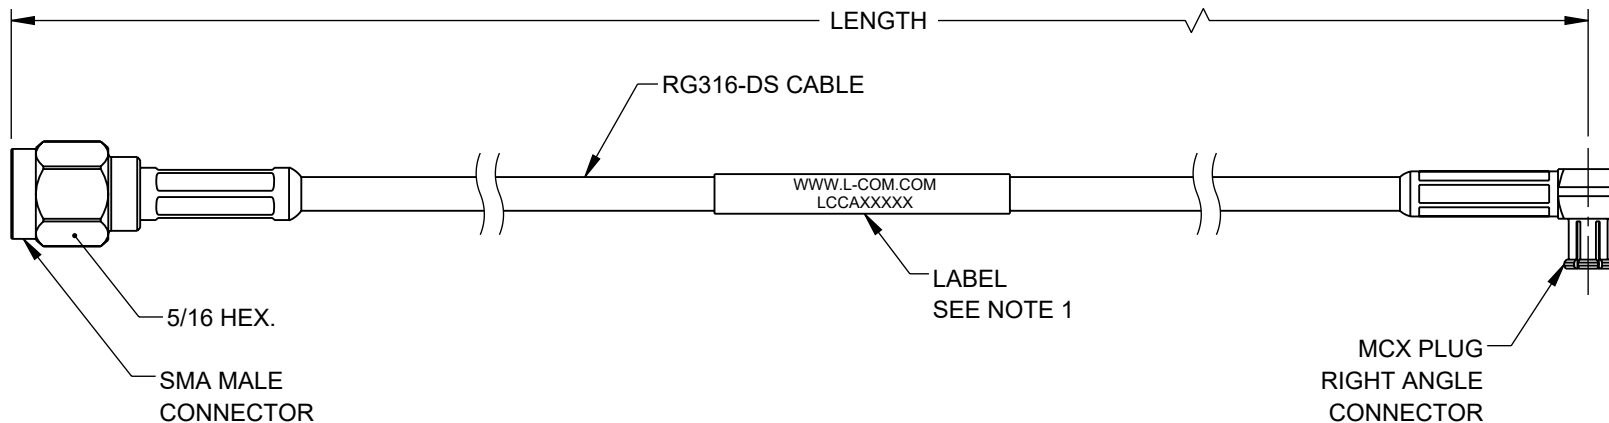 LENGTH
RG316-DS CABLE
WWW.L-COM.COM
LCCAXXXXX
LABEL
SEE NOTE 1
5/16 HEX.
SMA MALE
CONNECTOR
MCX PLUG
RIGHT ANGLE
CONNECTOR